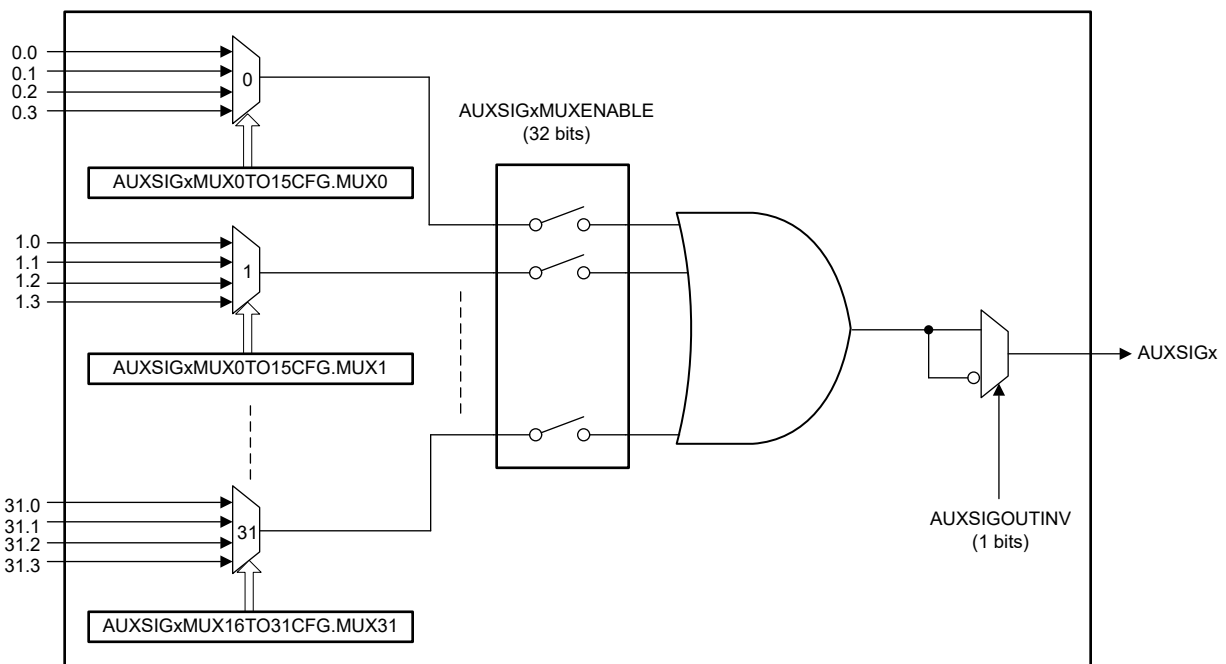 0.0
0.1
0.2
0.3
0
AUXSIGxMUX0TO15CFG.MUX0
AUXSIGxMUXENABLE
(32 bits)
1.0
1.1
1.2
1.3
1
AUXSIGxMUX0TO15CFG.MUX1
AUXSIGx
31.0
31.1
31.2
31.3
31
AUXSIGxMUX16TO31CFG.MUX31
AUXSIGOUTINV
(1 bits)